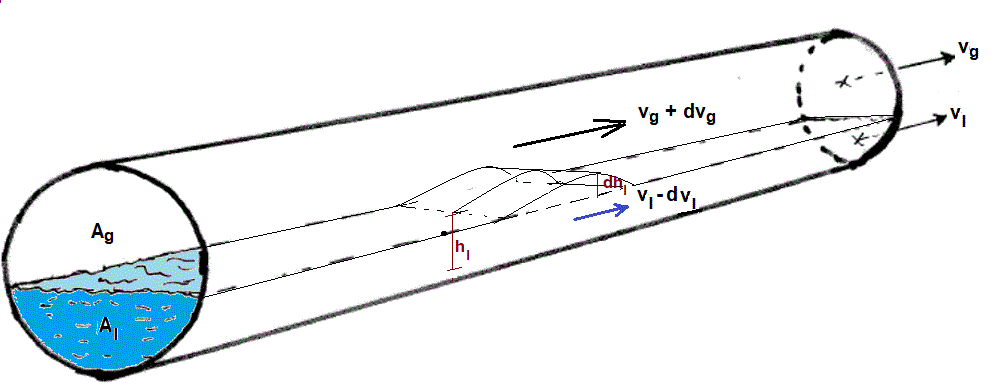 v_g
v_g + dv_g
v_l
dh_l
v_l - dv_l
A_g
h_l
A_l